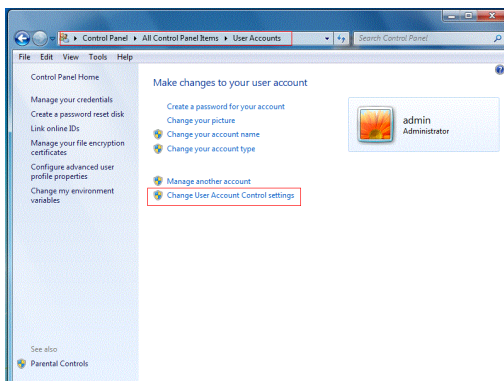 Control Panel ▸ All Control Panel Items ▸ User Accounts
Search Control Panel
File Edit View Tools Help
Control Panel Home
Manage your credentials
Create a password reset disk
Link online IDs
Manage your file encryption
certificates
Configure advanced user
profile properties
Change my environment
variables
Make changes to your user account
Create a password for your account
Change your picture
Change your account name
Change your account type
Manage another account
Change User Account Control settings
admin
Administrator
See also
Parental Controls